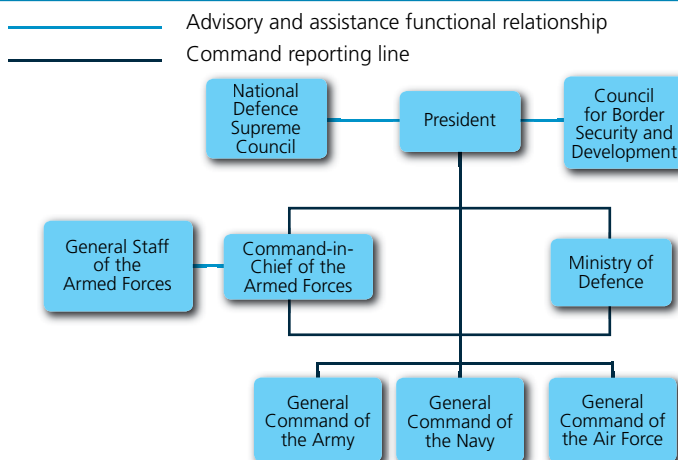 Advisory and assistance functional relationship
Command reporting line
National
Defence
Supreme
Council
President
Council
for Border
Security and
Development
General Staff
of the
Armed Forces
Command-in-
Chief of the
Armed Forces
Ministry of
Defence
General
Command of
the Army
General
Command of
the Navy
General
Command of
the Air Force